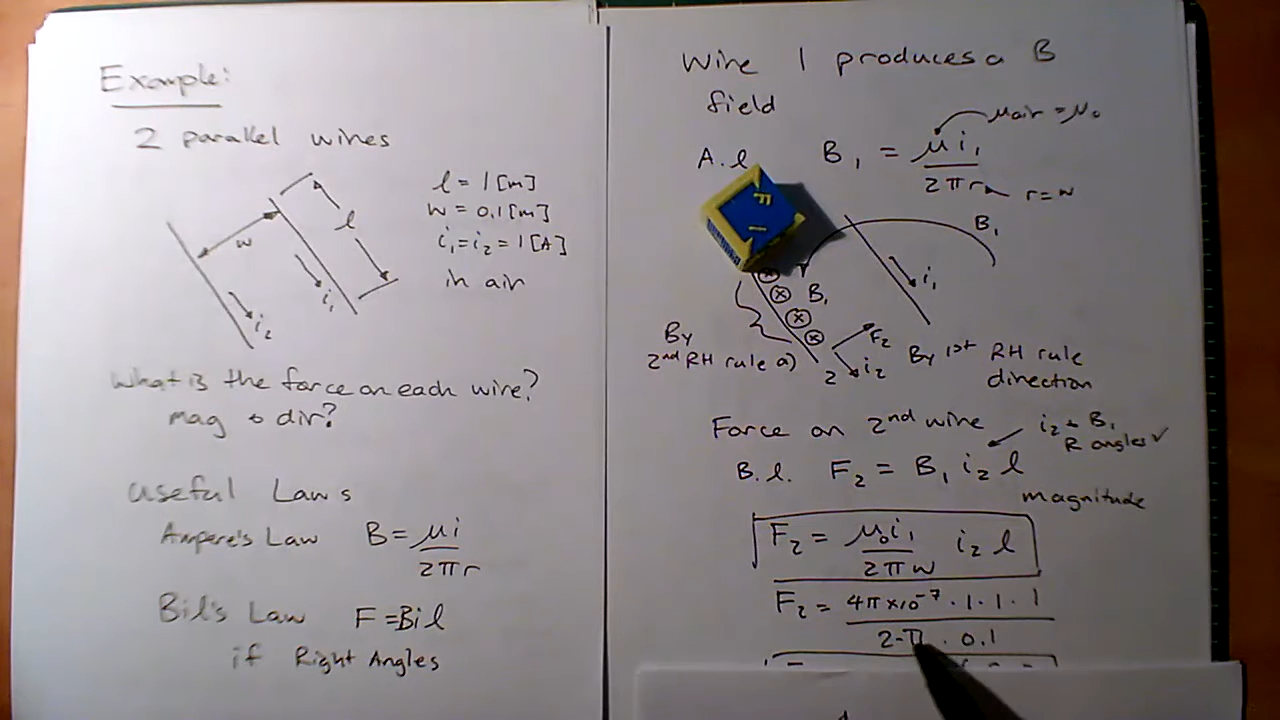 Example:
2 parallel wires
l = 1 [m]
w = 0.1 [m]
i₁ = i₂ = 1 [A]
in air
w
l
i₁
i₂
What is the force on each wire?
mag & dir?
Useful Laws
Ampere's Law B = μi / 2πr
Bil's Law F = Bil
if Right Angles
Wire 1 produces a B
field
μair = μ₀
A.l B₁ = μi₁ / 2πr
r = w
B₁
i₁
F
I
B₁
By
2nd RH rule a)
F₂
2
i₂
By 1st RH rule
direction
Force on 2nd wire
i₂ & B₁
R angles ✓
B.l. F₂ = B₁ i₂ l
magnitude
F₂ = μ₀i₁ / 2πw i₂ l
F₂ = 4π×10⁻⁷ · 1 · 1 · 1 / 2·π · 0.1